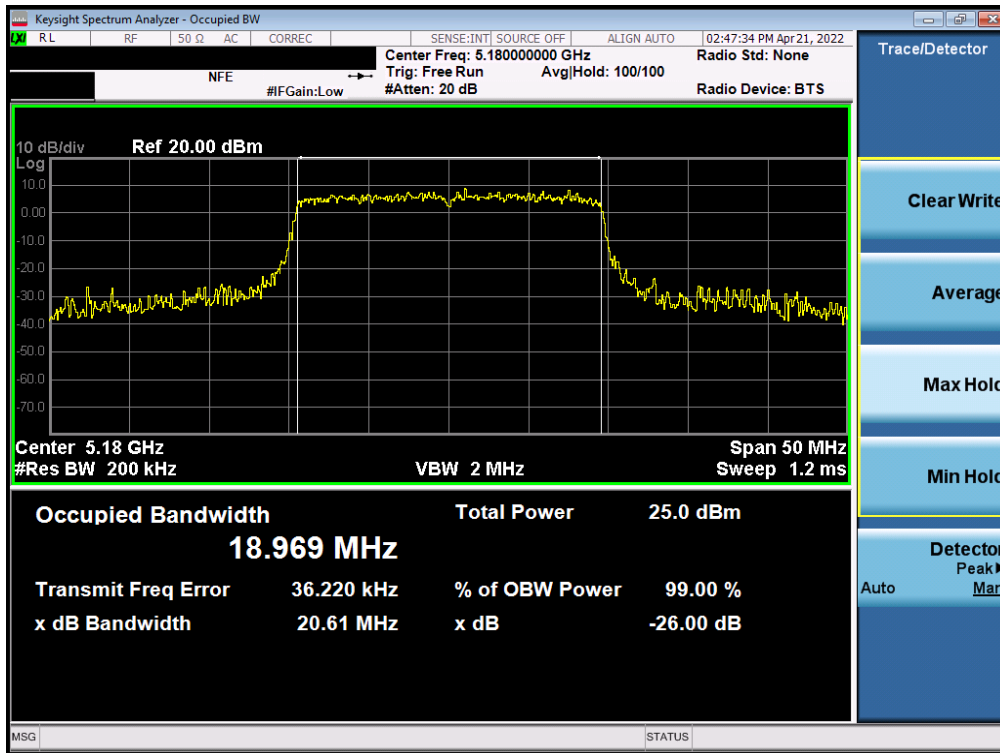 Keysight Spectrum Analyzer - Occupied BW
LXI RL RF 50 Ω AC CORREC SENSE:INT SOURCE OFF ALIGN AUTO 02:47:34 PM Apr 21, 2022
Center Freq: 5.180000000 GHz Radio Std: None
NFE Trig: Free Run Avg|Hold: 100/100
#IFGain:Low #Atten: 20 dB Radio Device: BTS
Trace/Detector
10 dB/div Ref 20.00 dBm
Log
10.0
0.00
-10.0
-20.0
-30.0
-40.0
-50.0
-60.0
-70.0
Center 5.18 GHz Span 50 MHz
#Res BW 200 kHz VBW 2 MHz Sweep 1.2 ms
Occupied Bandwidth Total Power 25.0 dBm
18.969 MHz
Transmit Freq Error 36.220 kHz % of OBW Power 99.00 %
x dB Bandwidth 20.61 MHz x dB -26.00 dB
Clear Write
Average
Max Hold
Min Hold
Detector
Peak
Auto Man
MSG STATUS